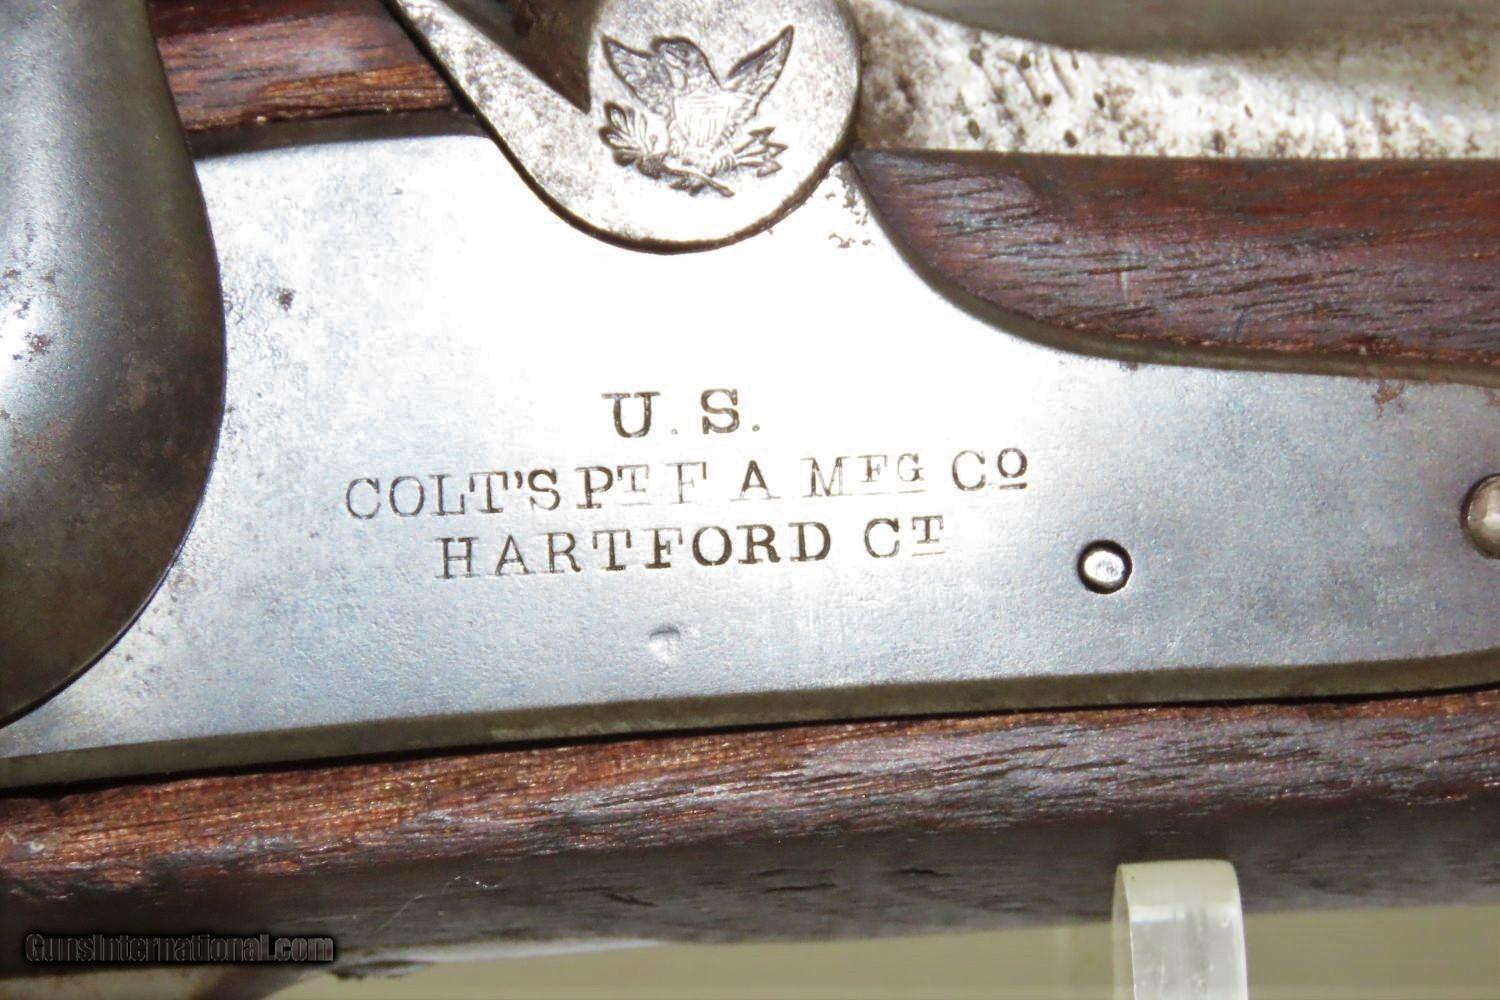 U. S.
COLT'S PT F A MFG CO
HARTFORD CT
GunsInternational.com